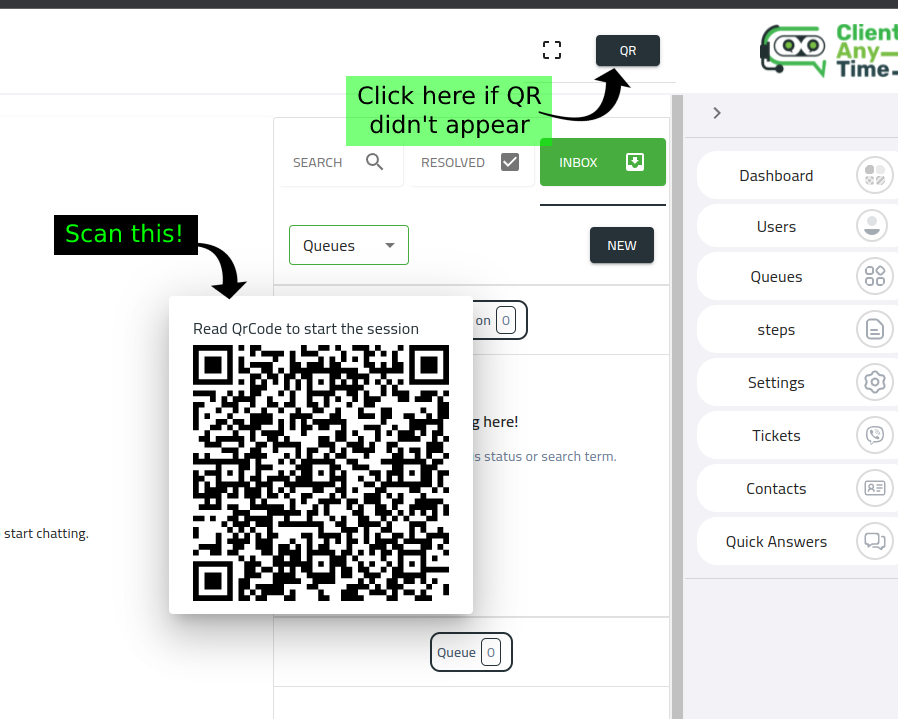 QR
Client
Any
Time
Click here if QR
didn't appear
SEARCH
RESOLVED
INBOX
Scan this!
Queues
NEW
Read QrCode to start the session
on 0
g here!
s status or search term.
start chatting.
Queue 0
Dashboard
Users
Queues
steps
Settings
Tickets
Contacts
Quick Answers